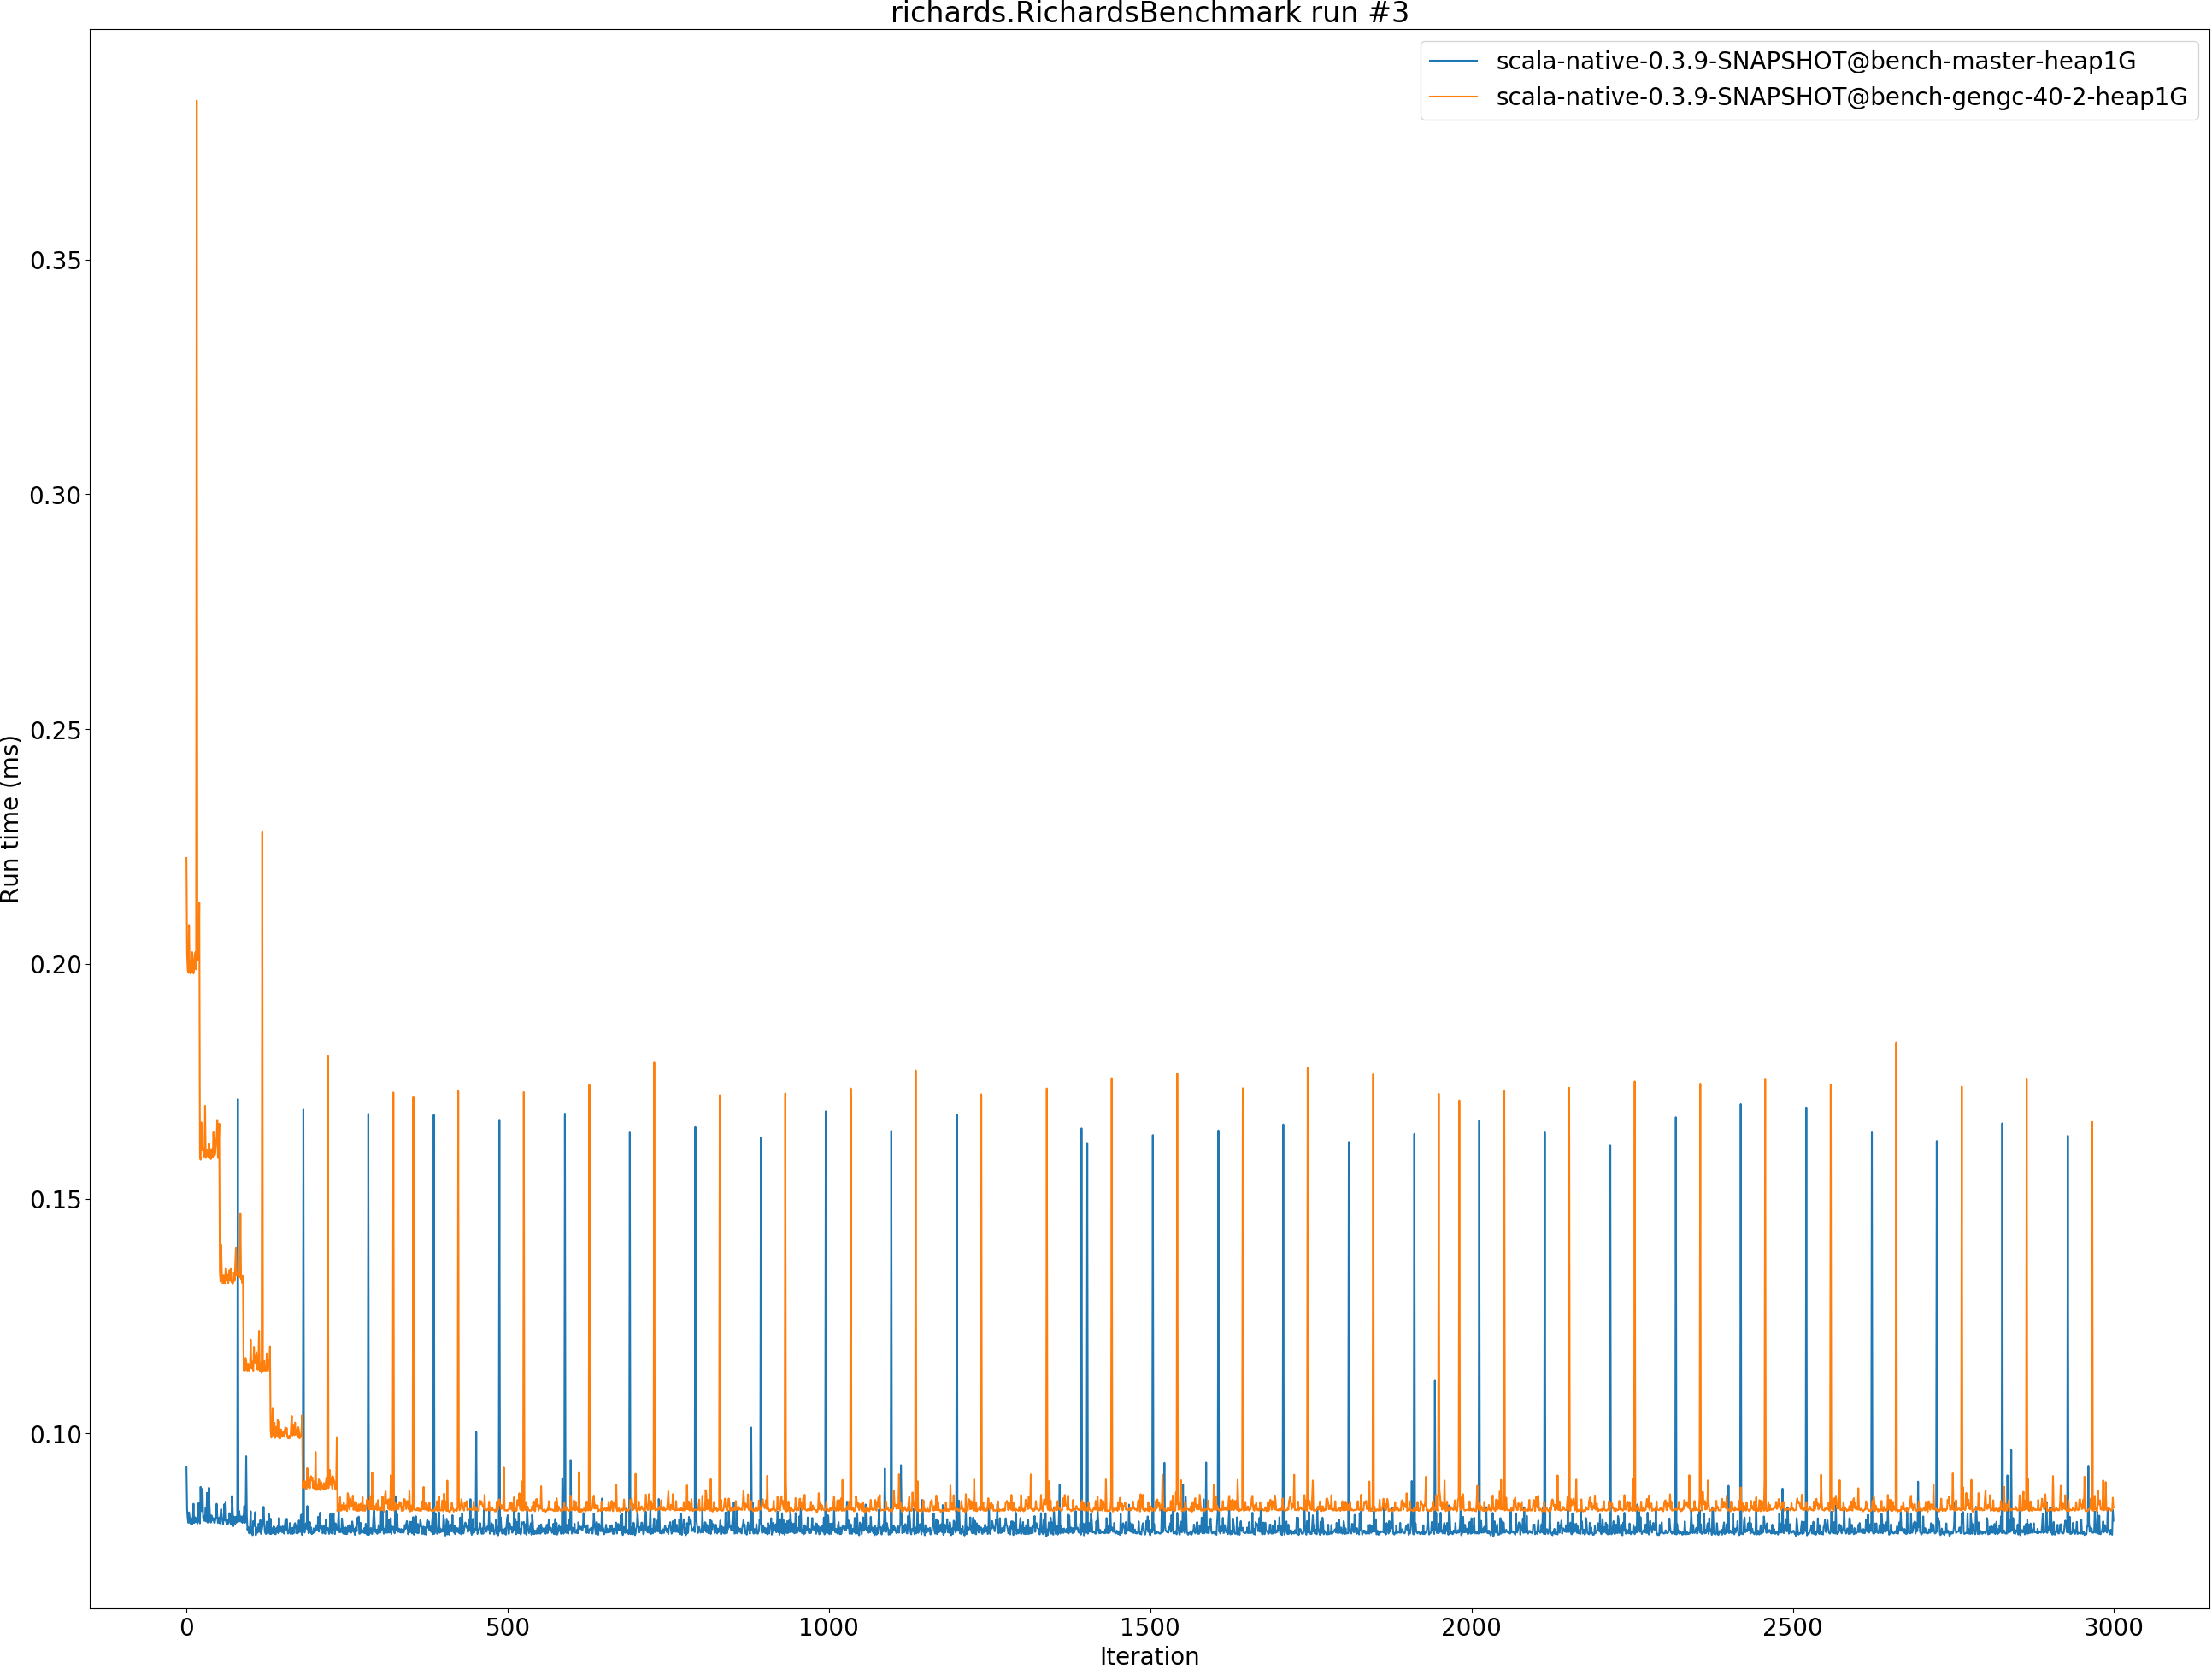 richards.RichardsBenchmark run #3
scala-native-0.3.9-SNAPSHOT@bench-master-heap1G
scala-native-0.3.9-SNAPSHOT@bench-gengc-40-2-heap1G
Run time (ms)
0.35
0.30
0.25
0.20
0.15
0.10
0
500
1000
1500
2000
2500
3000
Iteration